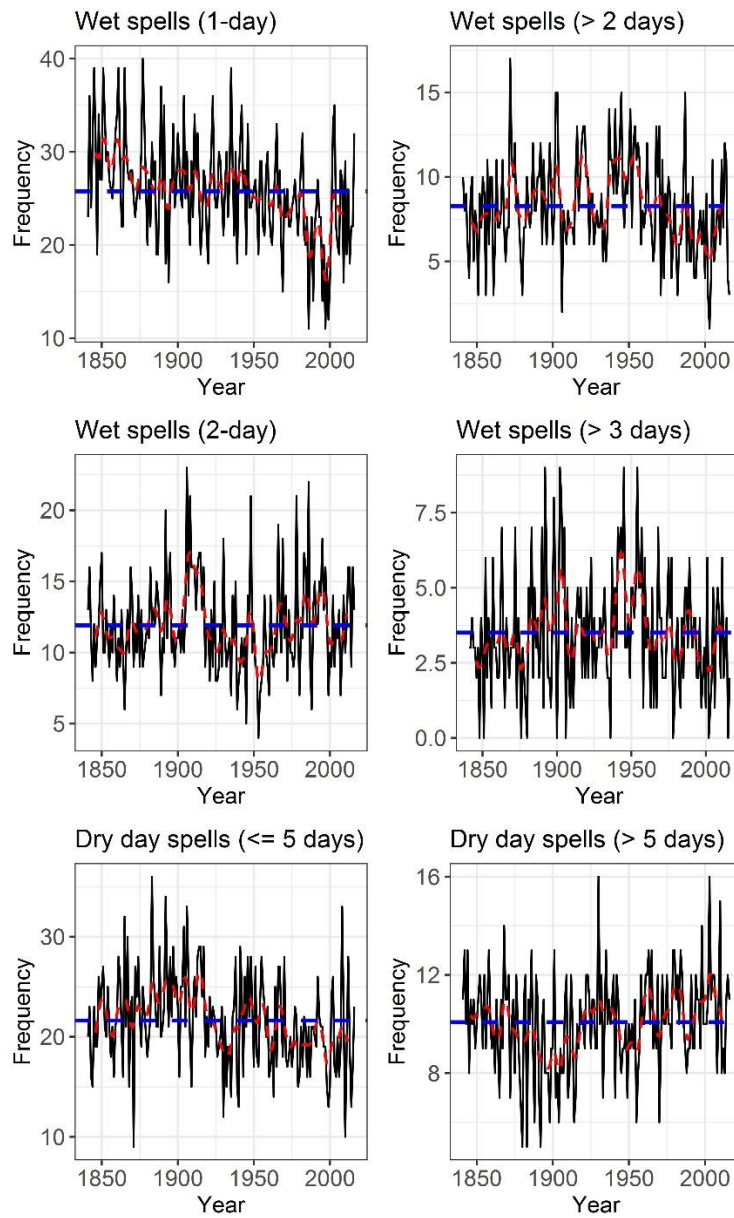 Wet spells (1-day)
Frequency
40
30
20
10
1850 1900 1950 2000
Year
Wet spells (> 2 days)
Frequency
15
10
5
1850 1900 1950 2000
Year
Wet spells (2-day)
Frequency
20
15
10
5
1850 1900 1950 2000
Year
Wet spells (> 3 days)
Frequency
7.5
5.0
2.5
0.0
1850 1900 1950 2000
Year
Dry day spells (<= 5 days)
Frequency
30
20
10
1850 1900 1950 2000
Year
Dry day spells (> 5 days)
Frequency
16
12
8
1850 1900 1950 2000
Year